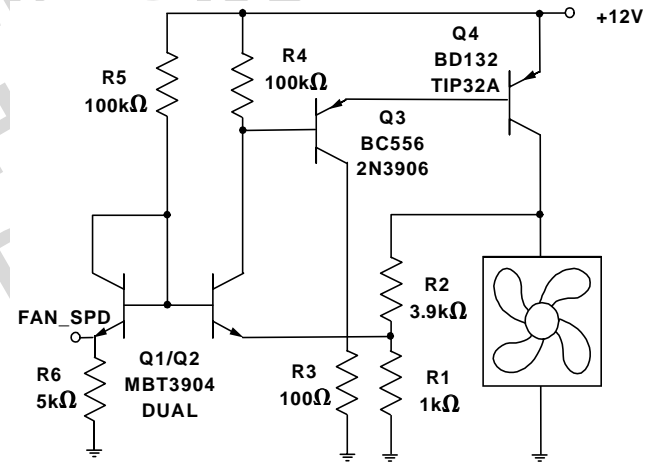 +12V
Q4
BD132
TIP32A
R5
100kΩ
R4
100kΩ
Q3
BC556
2N3906
R2
3.9kΩ
FAN_SPD
Q1/Q2
MBT3904
DUAL
R6
5kΩ
R3
100Ω
R1
1kΩ